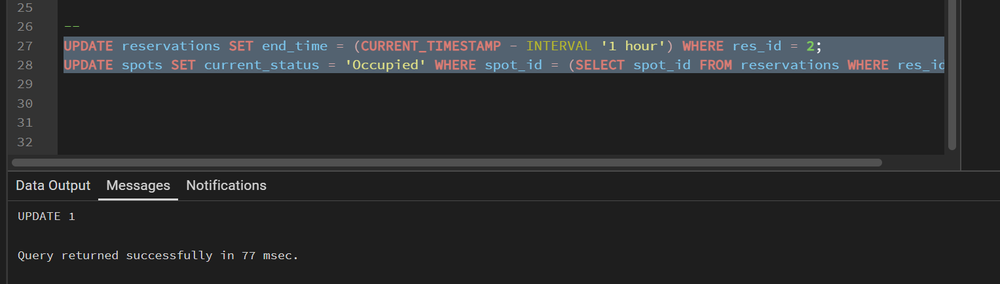 25
26 --
27 UPDATE reservations SET end_time = (CURRENT_TIMESTAMP - INTERVAL '1 hour') WHERE res_id = 2;
28 UPDATE spots SET current_status = 'Occupied' WHERE spot_id = (SELECT spot_id FROM reservations WHERE res_id
29
30
31
32
Data Output Messages Notifications
UPDATE 1
Query returned successfully in 77 msec.